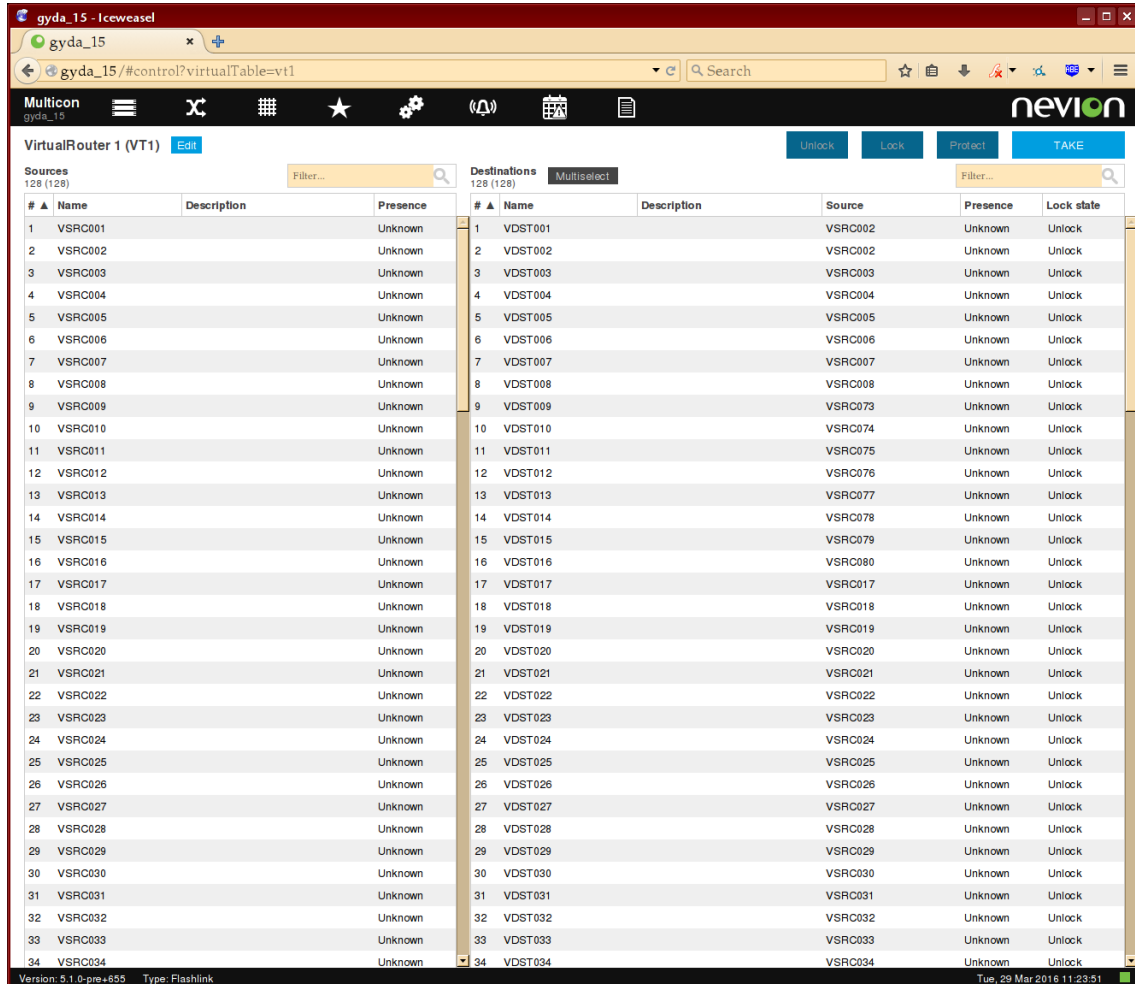 gyda_15 - Iceweasel
gyda_15
gyda_15/#control?virtualTable=vt1
Search
ABE
Multicon
gyda_15
nevion
VirtualRouter 1 (VT1) Edit Unlock Lock Protect TAKE
Sources
128 (128)
Filter...
Destinations
128 (128)
Multiselect
Filter...
# ▲ Name Description Presence # ▲ Name Description Source Presence Lock state
1 VSRC001 Unknown 1 VDST001 VSRC002 Unknown Unlock
2 VSRC002 Unknown 2 VDST002 VSRC002 Unknown Unlock
3 VSRC003 Unknown 3 VDST003 VSRC003 Unknown Unlock
4 VSRC004 Unknown 4 VDST004 VSRC004 Unknown Unlock
5 VSRC005 Unknown 5 VDST005 VSRC005 Unknown Unlock
6 VSRC006 Unknown 6 VDST006 VSRC006 Unknown Unlock
7 VSRC007 Unknown 7 VDST007 VSRC007 Unknown Unlock
8 VSRC008 Unknown 8 VDST008 VSRC008 Unknown Unlock
9 VSRC009 Unknown 9 VDST009 VSRC073 Unknown Unlock
10 VSRC010 Unknown 10 VDST010 VSRC074 Unknown Unlock
11 VSRC011 Unknown 11 VDST011 VSRC075 Unknown Unlock
12 VSRC012 Unknown 12 VDST012 VSRC076 Unknown Unlock
13 VSRC013 Unknown 13 VDST013 VSRC077 Unknown Unlock
14 VSRC014 Unknown 14 VDST014 VSRC078 Unknown Unlock
15 VSRC015 Unknown 15 VDST015 VSRC079 Unknown Unlock
16 VSRC016 Unknown 16 VDST016 VSRC080 Unknown Unlock
17 VSRC017 Unknown 17 VDST017 VSRC017 Unknown Unlock
18 VSRC018 Unknown 18 VDST018 VSRC018 Unknown Unlock
19 VSRC019 Unknown 19 VDST019 VSRC019 Unknown Unlock
20 VSRC020 Unknown 20 VDST020 VSRC020 Unknown Unlock
21 VSRC021 Unknown 21 VDST021 VSRC021 Unknown Unlock
22 VSRC022 Unknown 22 VDST022 VSRC022 Unknown Unlock
23 VSRC023 Unknown 23 VDST023 VSRC023 Unknown Unlock
24 VSRC024 Unknown 24 VDST024 VSRC024 Unknown Unlock
25 VSRC025 Unknown 25 VDST025 VSRC025 Unknown Unlock
26 VSRC026 Unknown 26 VDST026 VSRC026 Unknown Unlock
27 VSRC027 Unknown 27 VDST027 VSRC027 Unknown Unlock
28 VSRC028 Unknown 28 VDST028 VSRC028 Unknown Unlock
29 VSRC029 Unknown 29 VDST029 VSRC029 Unknown Unlock
30 VSRC030 Unknown 30 VDST030 VSRC030 Unknown Unlock
31 VSRC031 Unknown 31 VDST031 VSRC031 Unknown Unlock
32 VSRC032 Unknown 32 VDST032 VSRC032 Unknown Unlock
33 VSRC033 Unknown 33 VDST033 VSRC033 Unknown Unlock
34 VSRC034 Unknown 34 VDST034 VSRC034 Unknown Unlock
Version: 5.1.0-pre+655 Type: Flashlink Tue, 29 Mar 2016 11:23:51